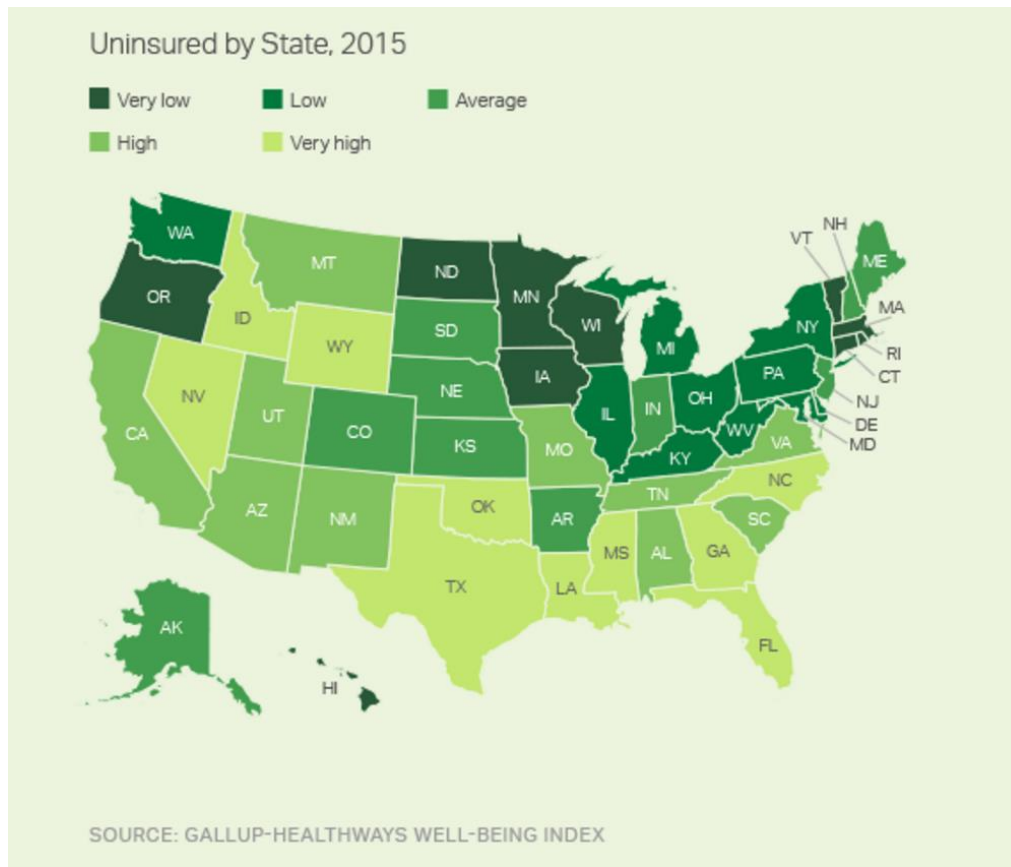 Uninsured by State, 2015
Very low
Low
Average
High
Very high
NH
VT
WA
ME
MT
ND
MN
OR
MA
ID
SD
WI
NY
WY
MI
RI
CT
PA
NE
IA
NJ
NV
OH
UT
IL
IN
DE
CO
WV
MD
CA
KS
MO
VA
KY
NC
TN
OK
AZ
NM
AR
SC
MS
AL
GA
TX
LA
AK
FL
HI
SOURCE: GALLUP-HEALTHWAYS WELL-BEING INDEX